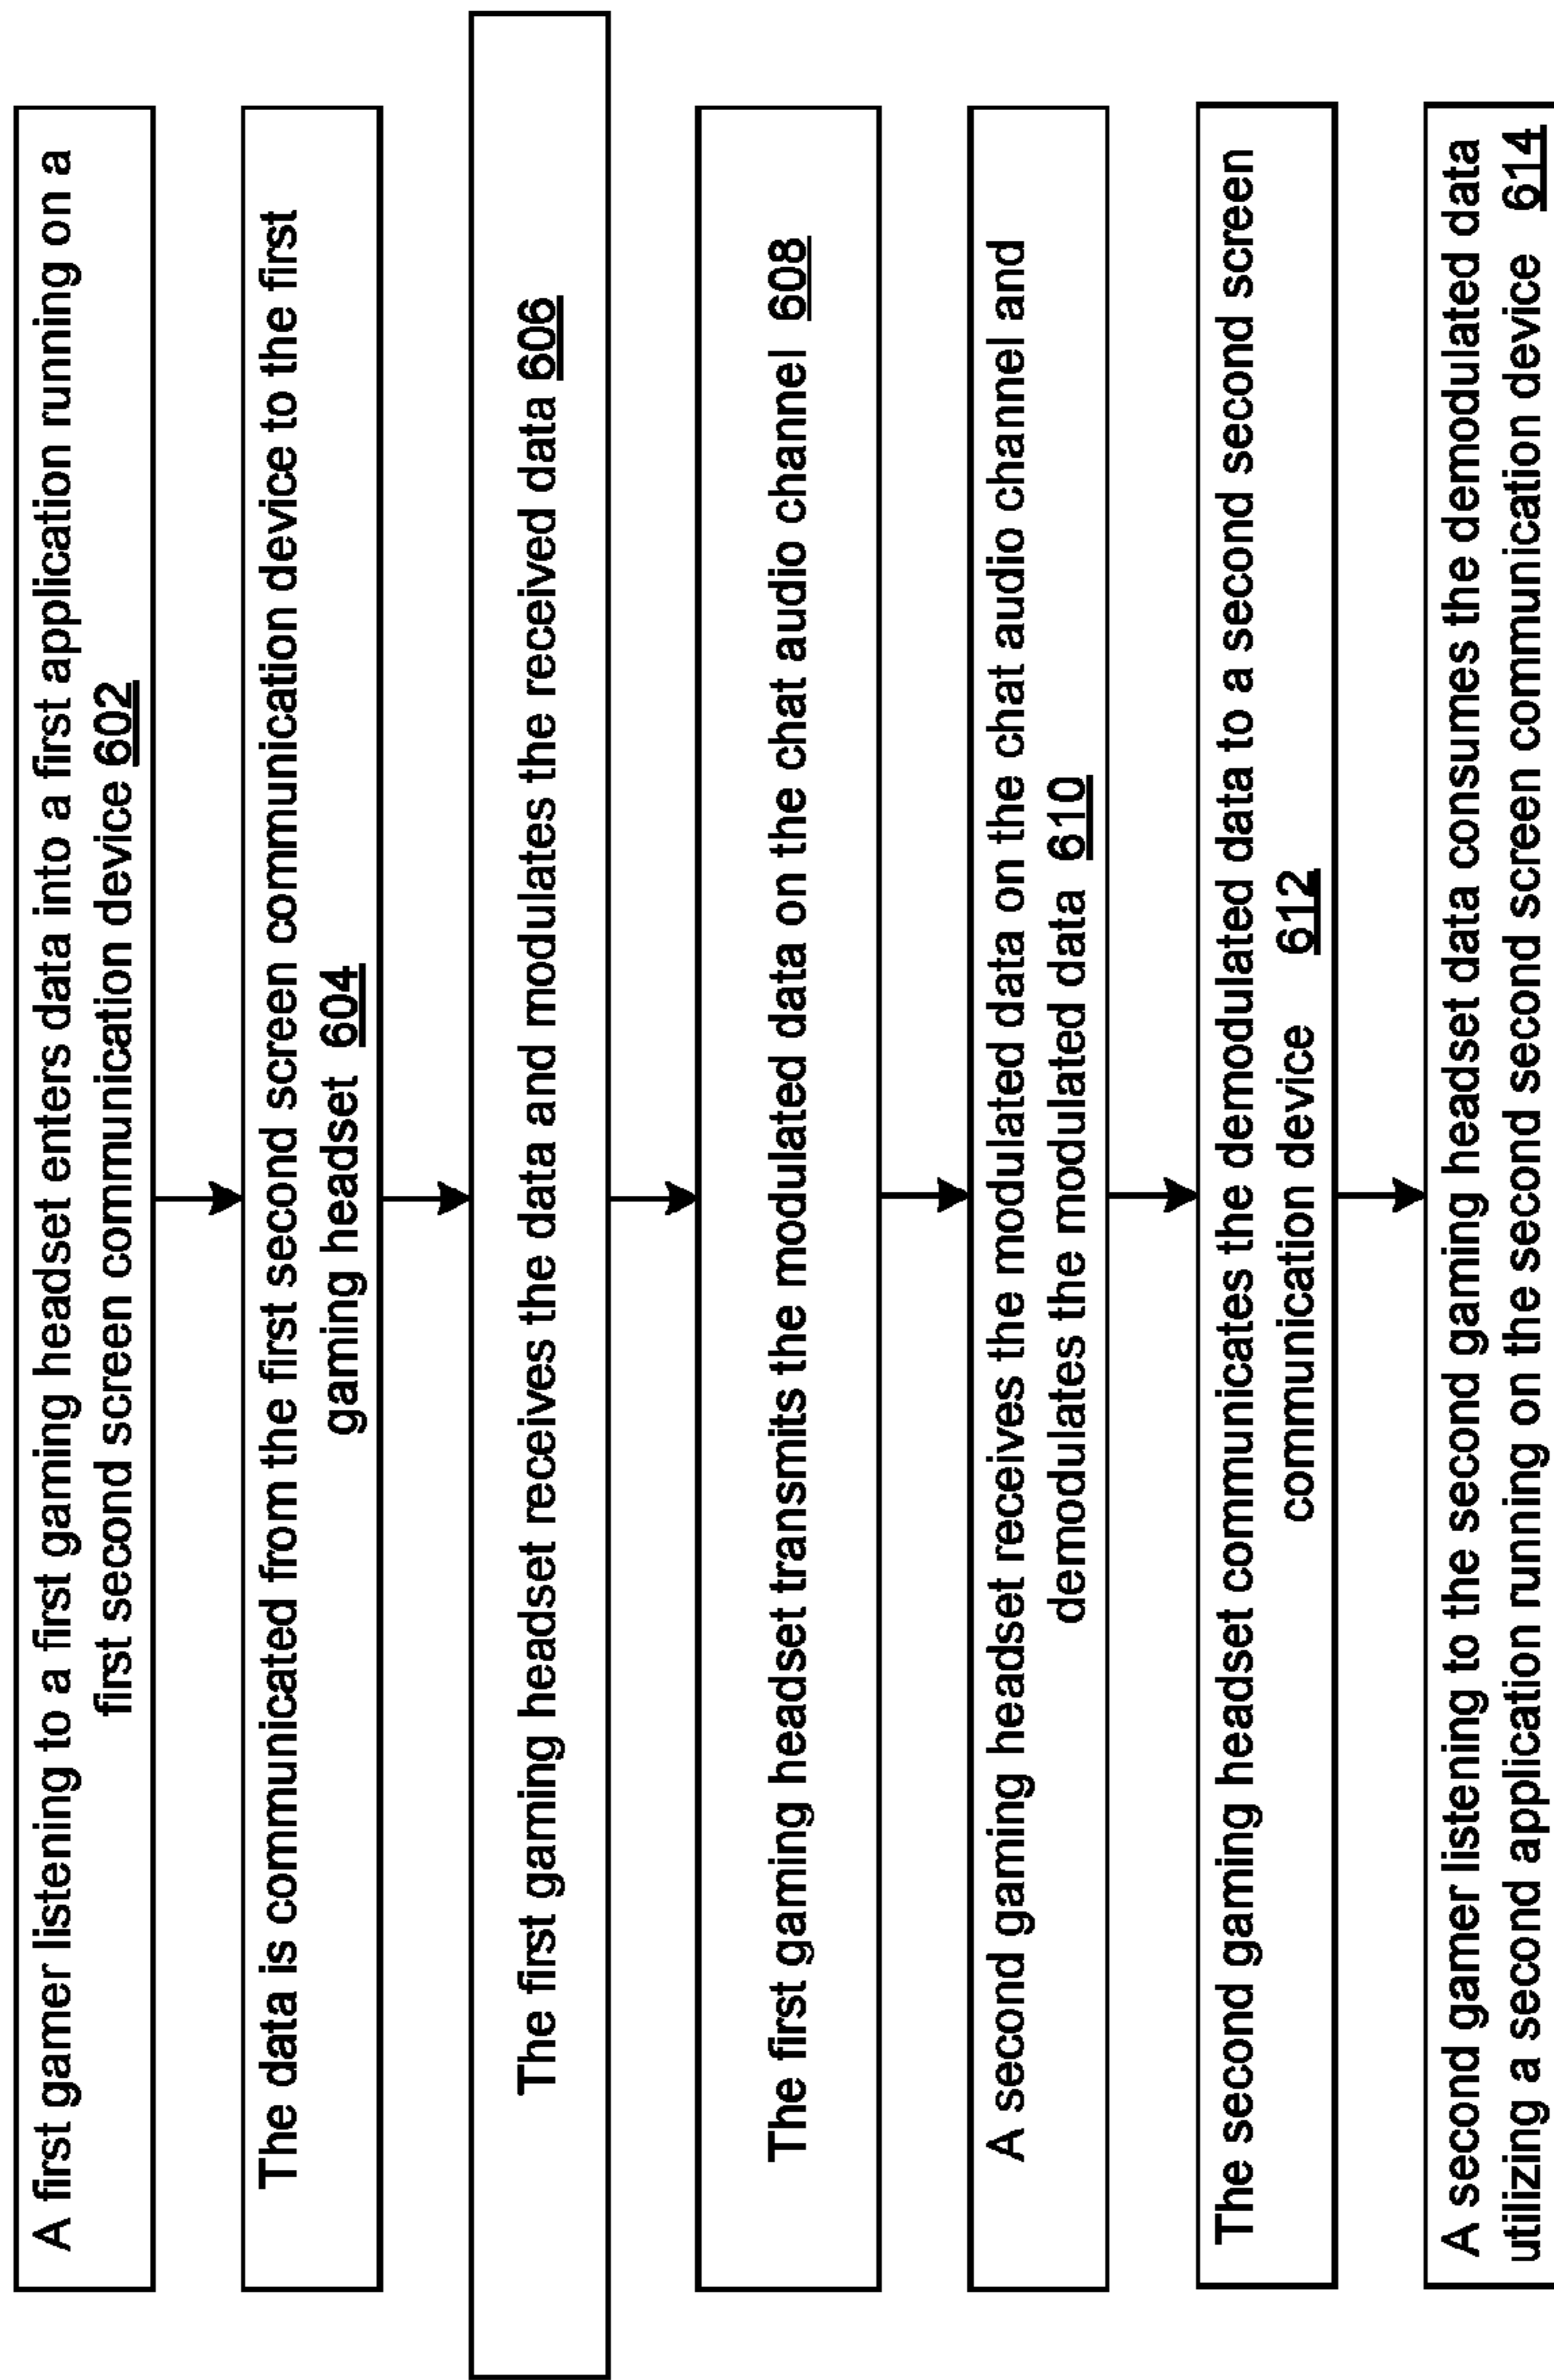 A first gamer listening to a first gaming headset enters data into a first application running on a
first second screen communication device 602
The data is communicated from the first second screen communication device to the first
gaming headset 604
The first gaming headset receives the data and modulates the received data 606
The first gaming headset transmits the modulated data on the chat audio channel 608
A second gaming headset receives the modulated data on the chat audio channel and
demodulates the modulated data 610
The second gaming headset communicates the demodulated data to a second second screen
communication device 612
A second gamer listening to the second gaming headset data consumes the demodulated data
utilizing a second application running on the second second screen communication device 614